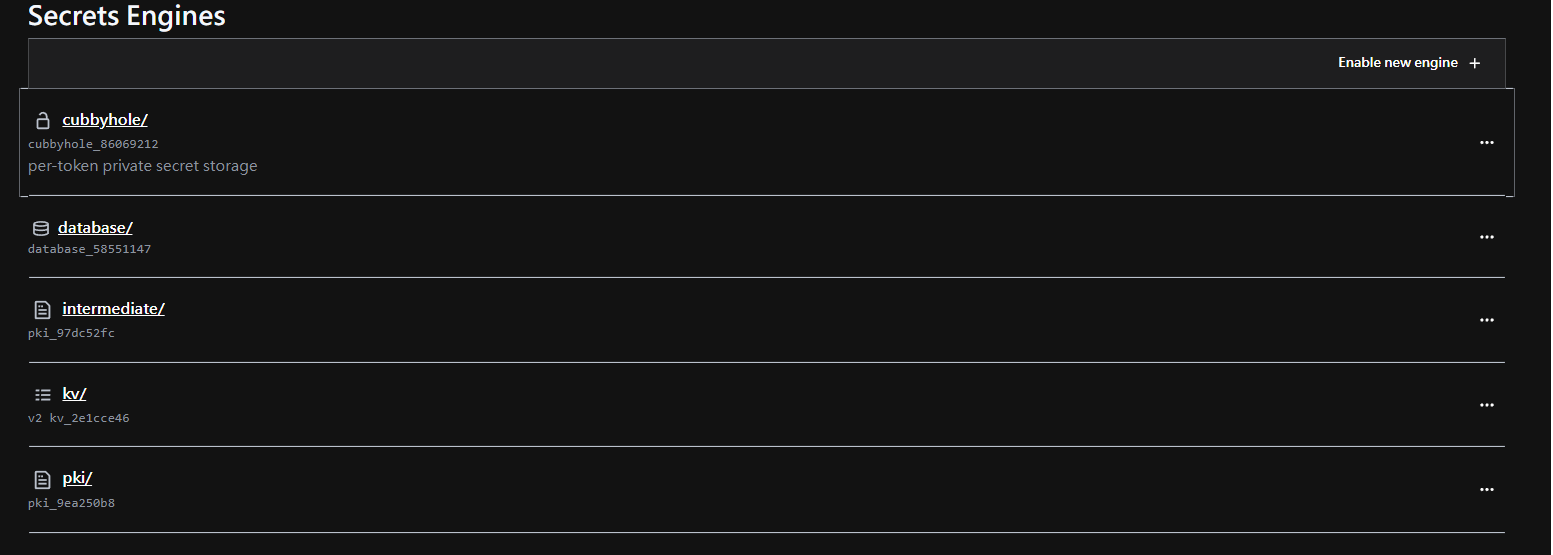 Secrets Engines
Enable new engine +
cubbyhole/
cubbyhole_86069212
per-token private secret storage
database/
database_58551147
intermediate/
pki_97dc52fc
kv/
v2 kv_2e1cce46
pki/
pki_9ea250b8